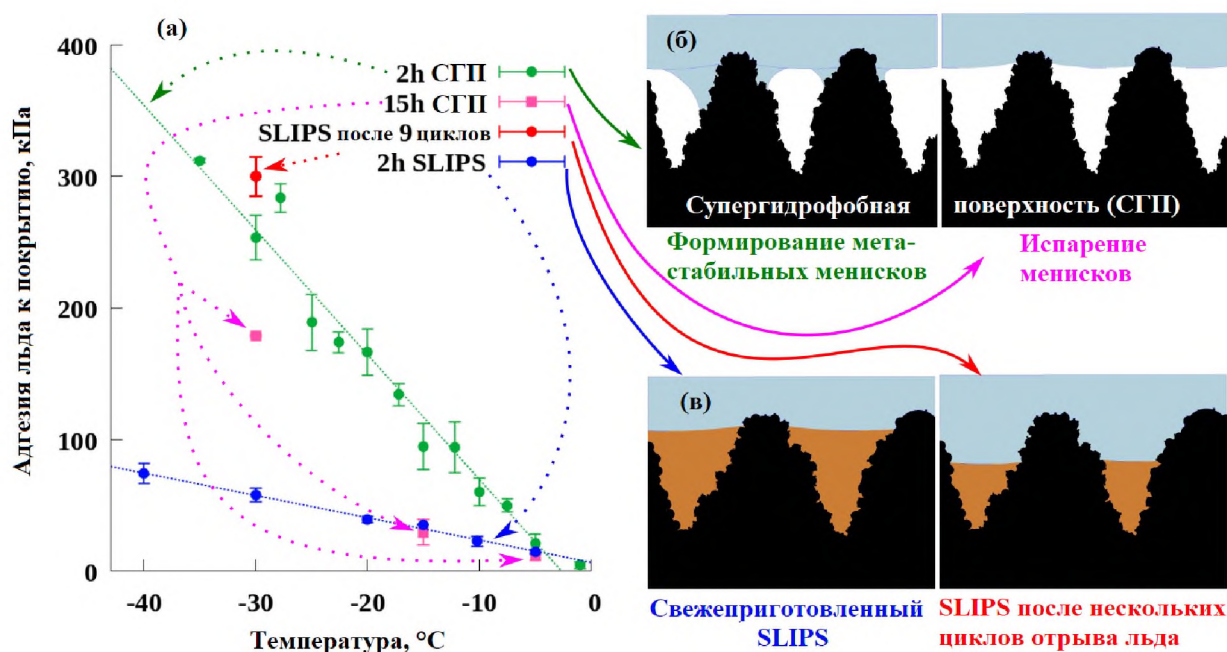 (а)
Адгезия льда к покрытию, кПа
400
300
200
100
0
-40
-30
-20
-10
0
Температура, °C
2h СГП
15h СГП
SLIPS после 9 циклов
2h SLIPS
(б)
Супергидрофобная
поверхность (СГП)
Формирование мета-
стабильных менисков
Испарение
менисков
(в)
Свежеприготовленный
SLIPS
SLIPS после нескольких
циклов отрыва льда